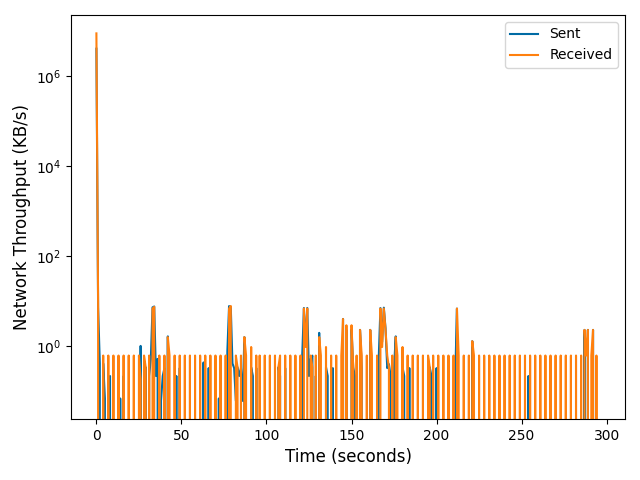 Sent
Received
Network Throughput (KB/s)
10^6
10^4
10^2
10^0
0 50 100 150 200 250 300
Time (seconds)